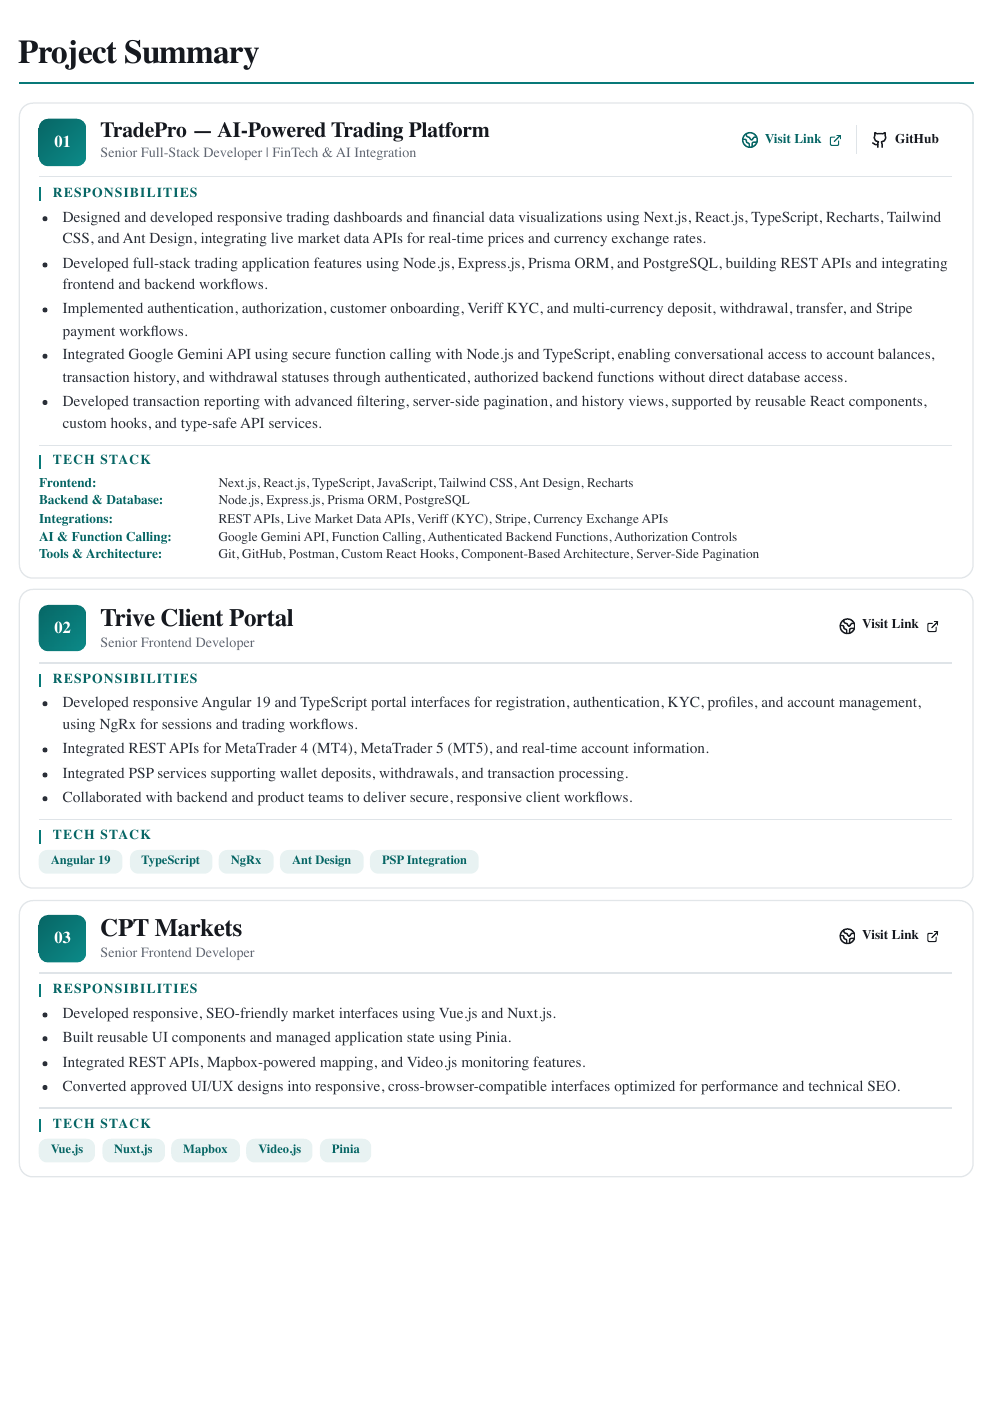 Project Summary
01
TradePro — AI-Powered Trading Platform
Senior Full-Stack Developer | FinTech & AI Integration
Visit Link
GitHub
RESPONSIBILITIES
• Designed and developed responsive trading dashboards and financial data visualizations using Next.js, React.js, TypeScript, Recharts, Tailwind
CSS, and Ant Design, integrating live market data APIs for real-time prices and currency exchange rates.
• Developed full-stack trading application features using Node.js, Express.js, Prisma ORM, and PostgreSQL, building REST APIs and integrating
frontend and backend workflows.
• Implemented authentication, authorization, customer onboarding, Veriff KYC, and multi-currency deposit, withdrawal, transfer, and Stripe
payment workflows.
• Integrated Google Gemini API using secure function calling with Node.js and TypeScript, enabling conversational access to account balances,
transaction history, and withdrawal statuses through authenticated, authorized backend functions without direct database access.
• Developed transaction reporting with advanced filtering, server-side pagination, and history views, supported by reusable React components,
custom hooks, and type-safe API services.
TECH STACK
Frontend: Next.js, React.js, TypeScript, JavaScript, Tailwind CSS, Ant Design, Recharts
Backend & Database: Node.js, Express.js, Prisma ORM, PostgreSQL
Integrations: REST APIs, Live Market Data APIs, Veriff (KYC), Stripe, Currency Exchange APIs
AI & Function Calling: Google Gemini API, Function Calling, Authenticated Backend Functions, Authorization Controls
Tools & Architecture: Git, GitHub, Postman, Custom React Hooks, Component-Based Architecture, Server-Side Pagination
02
Trive Client Portal
Senior Frontend Developer
Visit Link
RESPONSIBILITIES
• Developed responsive Angular 19 and TypeScript portal interfaces for registration, authentication, KYC, profiles, and account management,
using NgRx for sessions and trading workflows.
• Integrated REST APIs for MetaTrader 4 (MT4), MetaTrader 5 (MT5), and real-time account information.
• Integrated PSP services supporting wallet deposits, withdrawals, and transaction processing.
• Collaborated with backend and product teams to deliver secure, responsive client workflows.
TECH STACK
Angular 19 TypeScript NgRx Ant Design PSP Integration
03
CPT Markets
Senior Frontend Developer
Visit Link
RESPONSIBILITIES
• Developed responsive, SEO-friendly market interfaces using Vue.js and Nuxt.js.
• Built reusable UI components and managed application state using Pinia.
• Integrated REST APIs, Mapbox-powered mapping, and Video.js monitoring features.
• Converted approved UI/UX designs into responsive, cross-browser-compatible interfaces optimized for performance and technical SEO.
TECH STACK
Vue.js Nuxt.js Mapbox Video.js Pinia